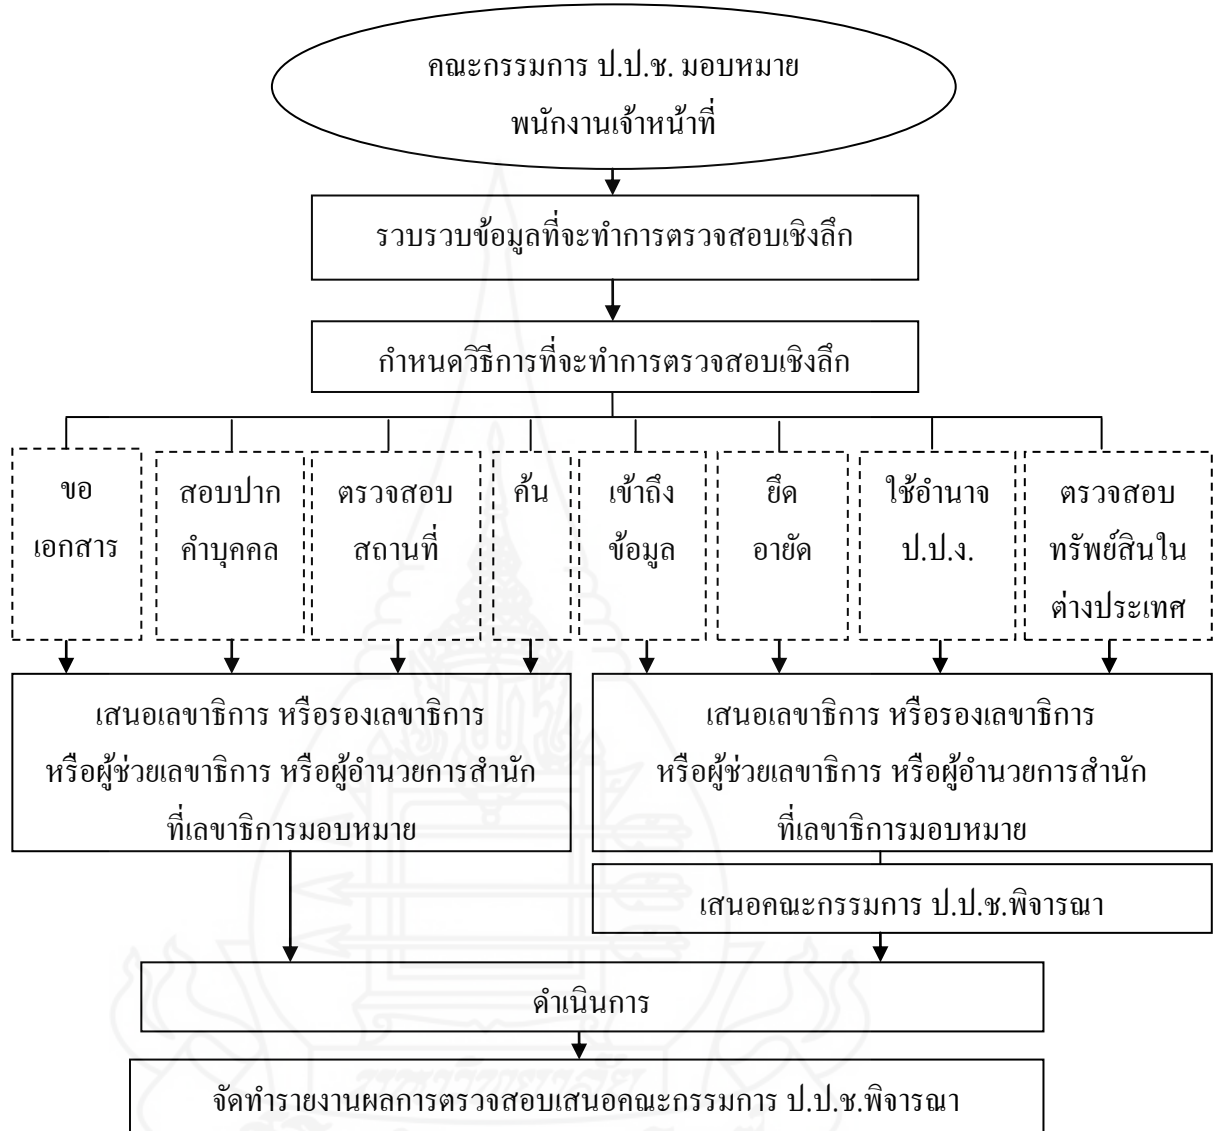 คณะกรรมการ ป.ป.ช. มอบหมาย
พนักงานเจ้าหน้าที่
รวบรวบข้อมูลที่จะทำการตรวจสอบเชิงลึก
กำหนดวิธีการที่จะทำการตรวจสอบเชิงลึก
ขอ
เอกสาร
สอบปาก
คำบุคคล
ตรวจสอบ
สถานที่
ค้น
เข้าถึง
ข้อมูล
ยึด
อายัด
ใช้อำนาจ
ป.ป.ง.
ตรวจสอบ
ทรัพย์สินใน
ต่างประเทศ
เสนอเลขาธิการ หรือรองเลขาธิการ
หรือผู้ช่วยเลขาธิการ หรือผู้อำนวยการสำนัก
ที่เลขาธิการมอบหมาย
เสนอเลขาธิการ หรือรองเลขาธิการ
หรือผู้ช่วยเลขาธิการ หรือผู้อำนวยการสำนัก
ที่เลขาธิการมอบหมาย
เสนอคณะกรรมการ ป.ป.ช.พิจารณา
ดำเนินการ
จัดทำรายงานผลการตรวจสอบเสนอคณะกรรมการ ป.ป.ช.พิจารณา